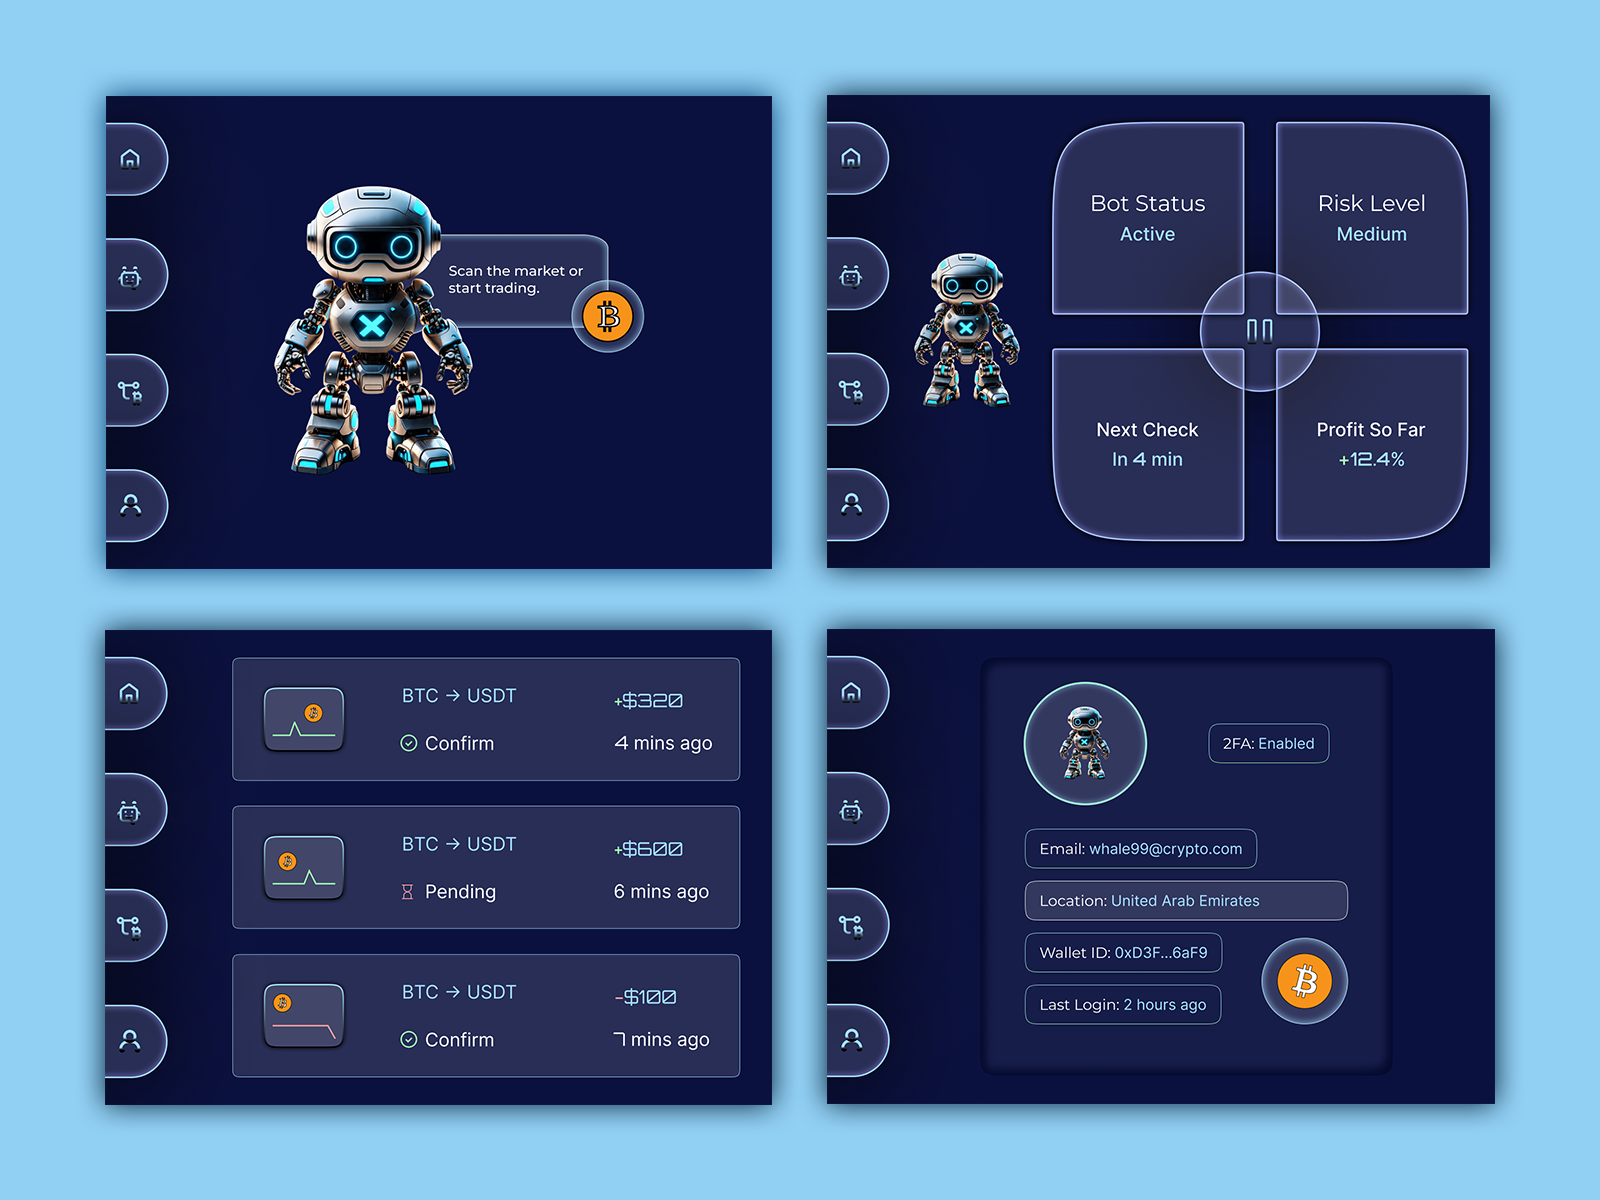 Scan the market or
start trading.
Bot Status
Active
Risk Level
Medium
Next Check
In 4 min
Profit So Far
+12.4%
BTC → USDT
+$320
Confirm
4 mins ago
BTC → USDT
+$600
Pending
6 mins ago
BTC → USDT
-$100
Confirm
7 mins ago
2FA: Enabled
Email: whale99@crypto.com
Location: United Arab Emirates
Wallet ID: 0xD3F...6aF9
Last Login: 2 hours ago